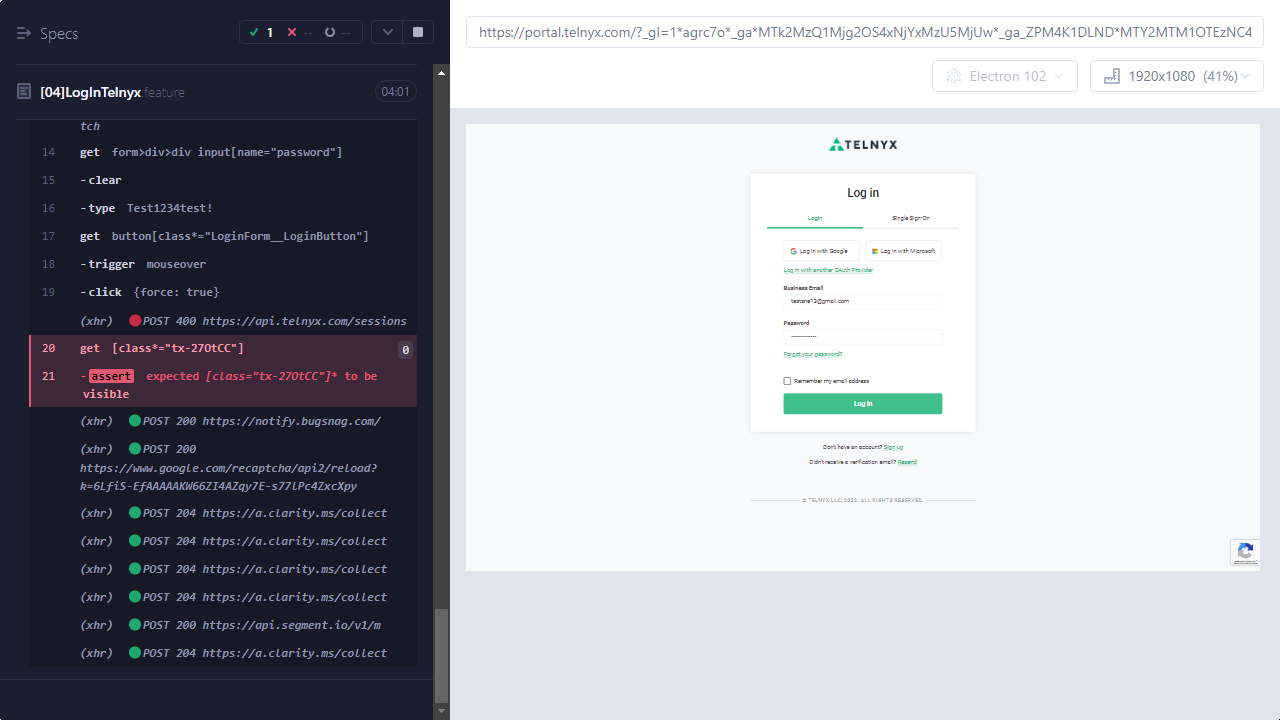 Specs
1
--
--
[04]LogInTelnyx.feature
04:01
tch
14 get form>div>div input[name="password"]
15 -clear
16 -type Test1234test!
17 get button[class*="LoginForm__LoginButton"]
18 -trigger mouseover
19 -click {force: true}
(xhr) POST 400 https://api.telnyx.com/sessions
20 get [class*="tx-27OtCC"] 0
21 -assert expected [class="tx-27OtCC"]* to be
visible
(xhr) POST 200 https://notify.bugsnag.com/
(xhr) POST 200
https://www.google.com/recaptcha/api2/reload?
k=6LfiS-EfAAAAAKW66ZI4AZqy7E-s77lPc4ZxcXpy
(xhr) POST 204 https://a.clarity.ms/collect
(xhr) POST 204 https://a.clarity.ms/collect
(xhr) POST 204 https://a.clarity.ms/collect
(xhr) POST 204 https://a.clarity.ms/collect
(xhr) POST 200 https://api.segment.io/v1/m
(xhr) POST 204 https://a.clarity.ms/collect
https://portal.telnyx.com/?_gl=1*agrc7o*_ga*MTk2MzQ1Mjg2OS4xNjYxMzU5MjUw*_ga_ZPM4K1DLND*MTY2MTM1OTEzNC4
Electron 102
1920x1080 (41%)
TELNYX
Log in
Login
Single Sign-On
Log in with Google
Log in with Microsoft
Log in with another OAuth Provider
Business Email
testana13@gmail.com
Password
Forgot your password?
Remember my email address
Log in
Don't have an account? Sign up
Didn't receive a verification email? Resend
© TELNYX LLC, 2022. ALL RIGHTS RESERVED.